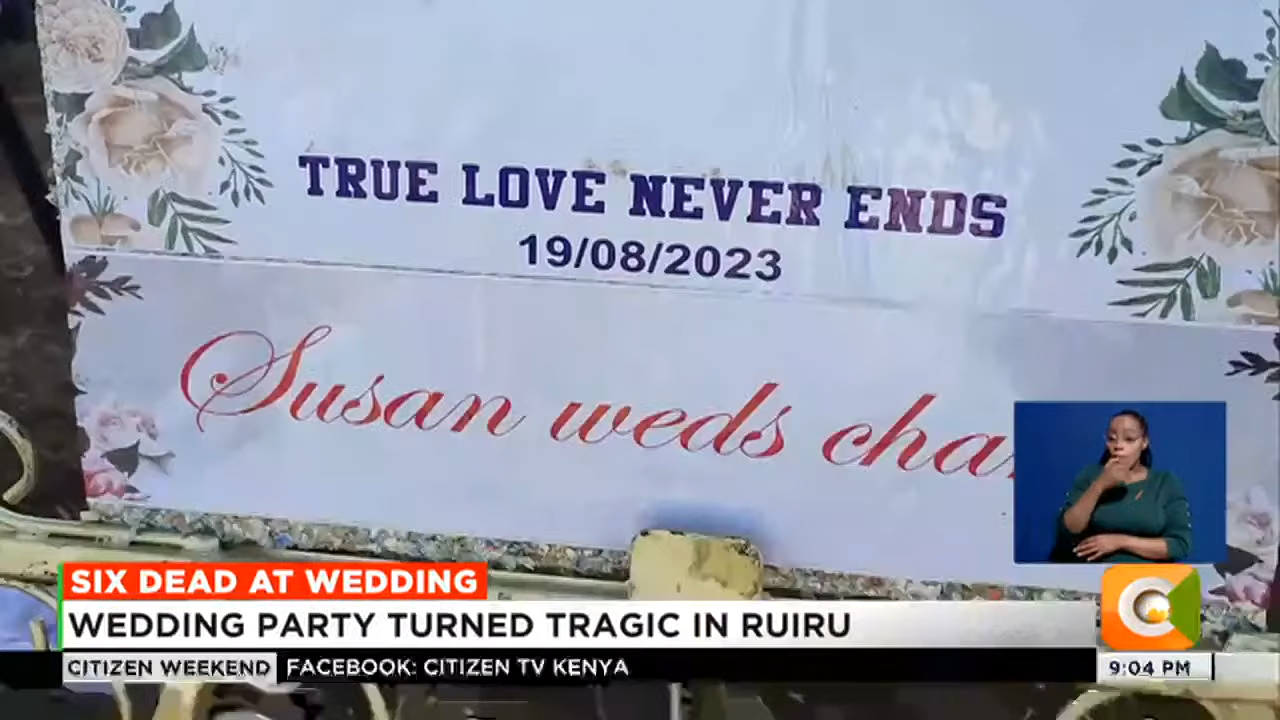 TRUE LOVE NEVER ENDS
19/08/2023
Susan weds
SIX DEAD AT WEDDING
WEDDING PARTY TURNED TRAGIC IN RUIRU
CITIZEN WEEKEND
FACEBOOK: CITIZEN TV KENYA
9:04 PM